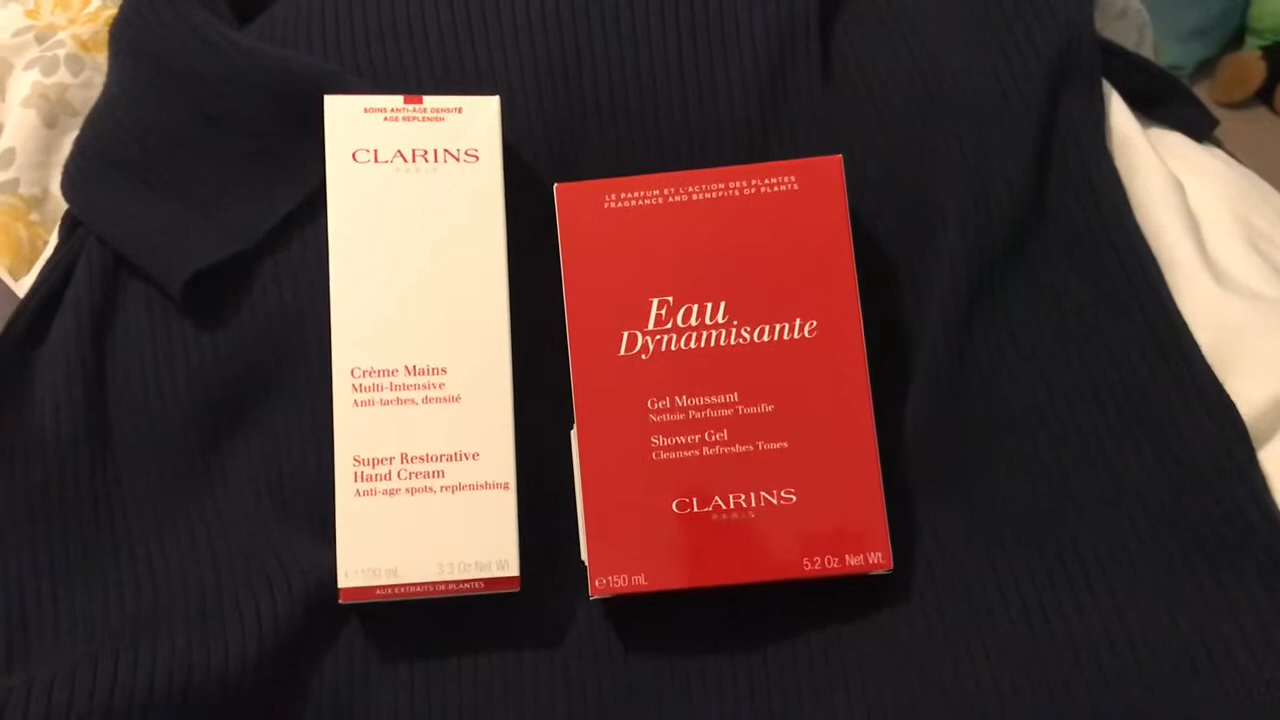 SOINS ANTI-ÂGE DENSITÉ
AGE REPLENISH
CLARINS
PARIS
Crème Mains
Multi-Intensive
Anti-taches, densité
Super Restorative
Hand Cream
Anti-age spots, replenishing
100 mL 3.3 Oz Net Wt.
AUX EXTRAITS DE PLANTES
LE PARFUM ET L'ACTION DES PLANTES
FRAGRANCE AND BENEFITS OF PLANTS
Eau
Dynamisante
Gel Moussant
Nettoie Parfume Tonifie
Shower Gel
Cleanses Refreshes Tones
CLARINS
PARIS
℮150 mL 5.2 Oz. Net Wt.